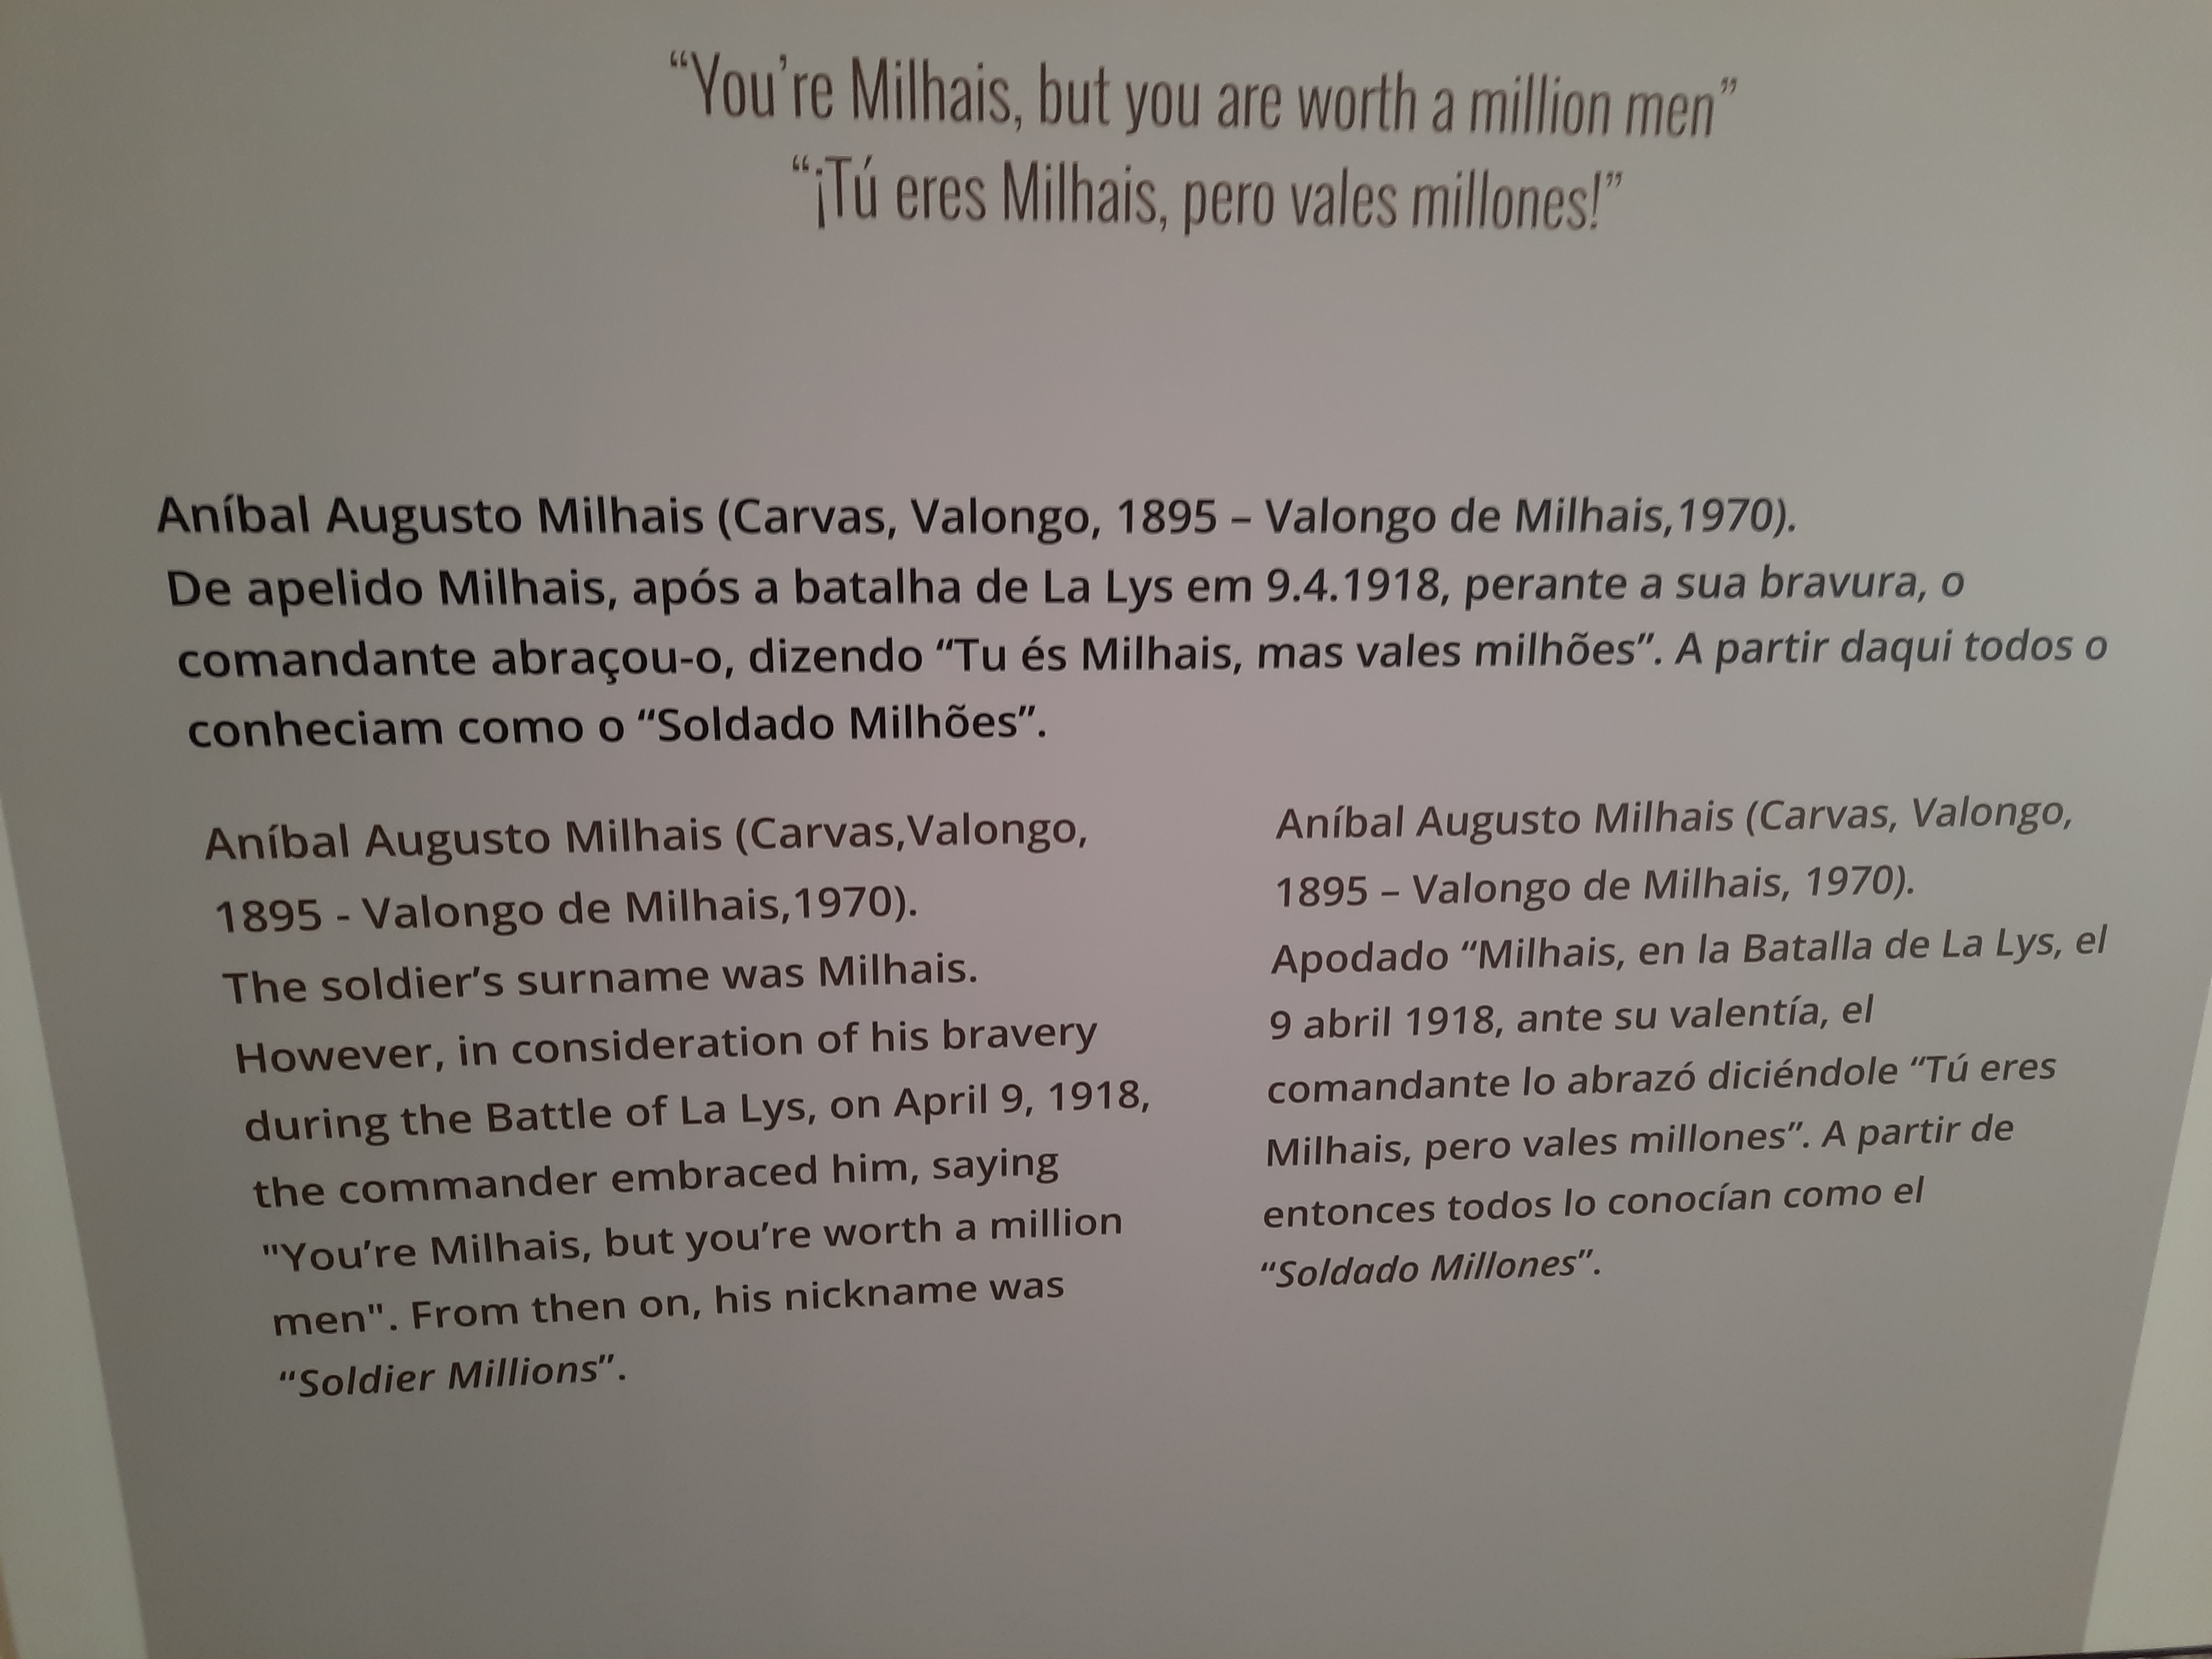 “You’re Milhais, but you are worth a million men”
“¡Tú eres Milhais, pero vales millones!”
Aníbal Augusto Milhais (Carvas, Valongo, 1895 – Valongo de Milhais,1970).
De apelido Milhais, após a batalha de La Lys em 9.4.1918, perante a sua bravura, o
comandante abraçou-o, dizendo “Tu és Milhais, mas vales milhões”. A partir daqui todos o
conheciam como o “Soldado Milhões”.
Aníbal Augusto Milhais (Carvas,Valongo,
1895 - Valongo de Milhais,1970).
The soldier’s surname was Milhais.
However, in consideration of his bravery
during the Battle of La Lys, on April 9, 1918,
the commander embraced him, saying
"You’re Milhais, but you’re worth a million
men". From then on, his nickname was
“Soldier Millions”.
Aníbal Augusto Milhais (Carvas, Valongo,
1895 – Valongo de Milhais, 1970).
Apodado “Milhais, en la Batalla de La Lys, el
9 abril 1918, ante su valentía, el
comandante lo abrazó diciéndole “Tú eres
Milhais, pero vales millones”. A partir de
entonces todos lo conocían como el
“Soldado Millones”.